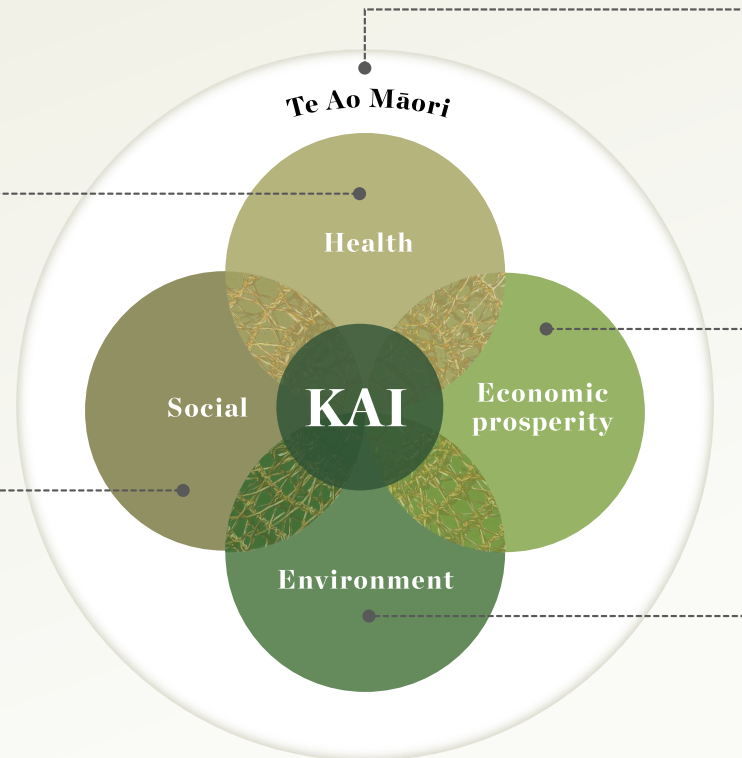 Te Ao Māori
Health
Social
KAI
Economic
prosperity
Environment